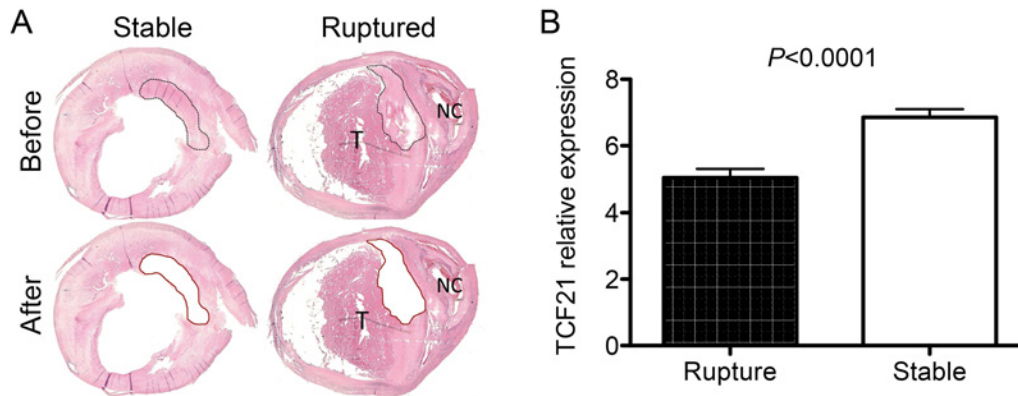 A
Stable
Ruptured
Before
T
NC
After
T
NC
B
P<0.0001
TCF21 relative expression
8
6
4
2
0
Rupture
Stable